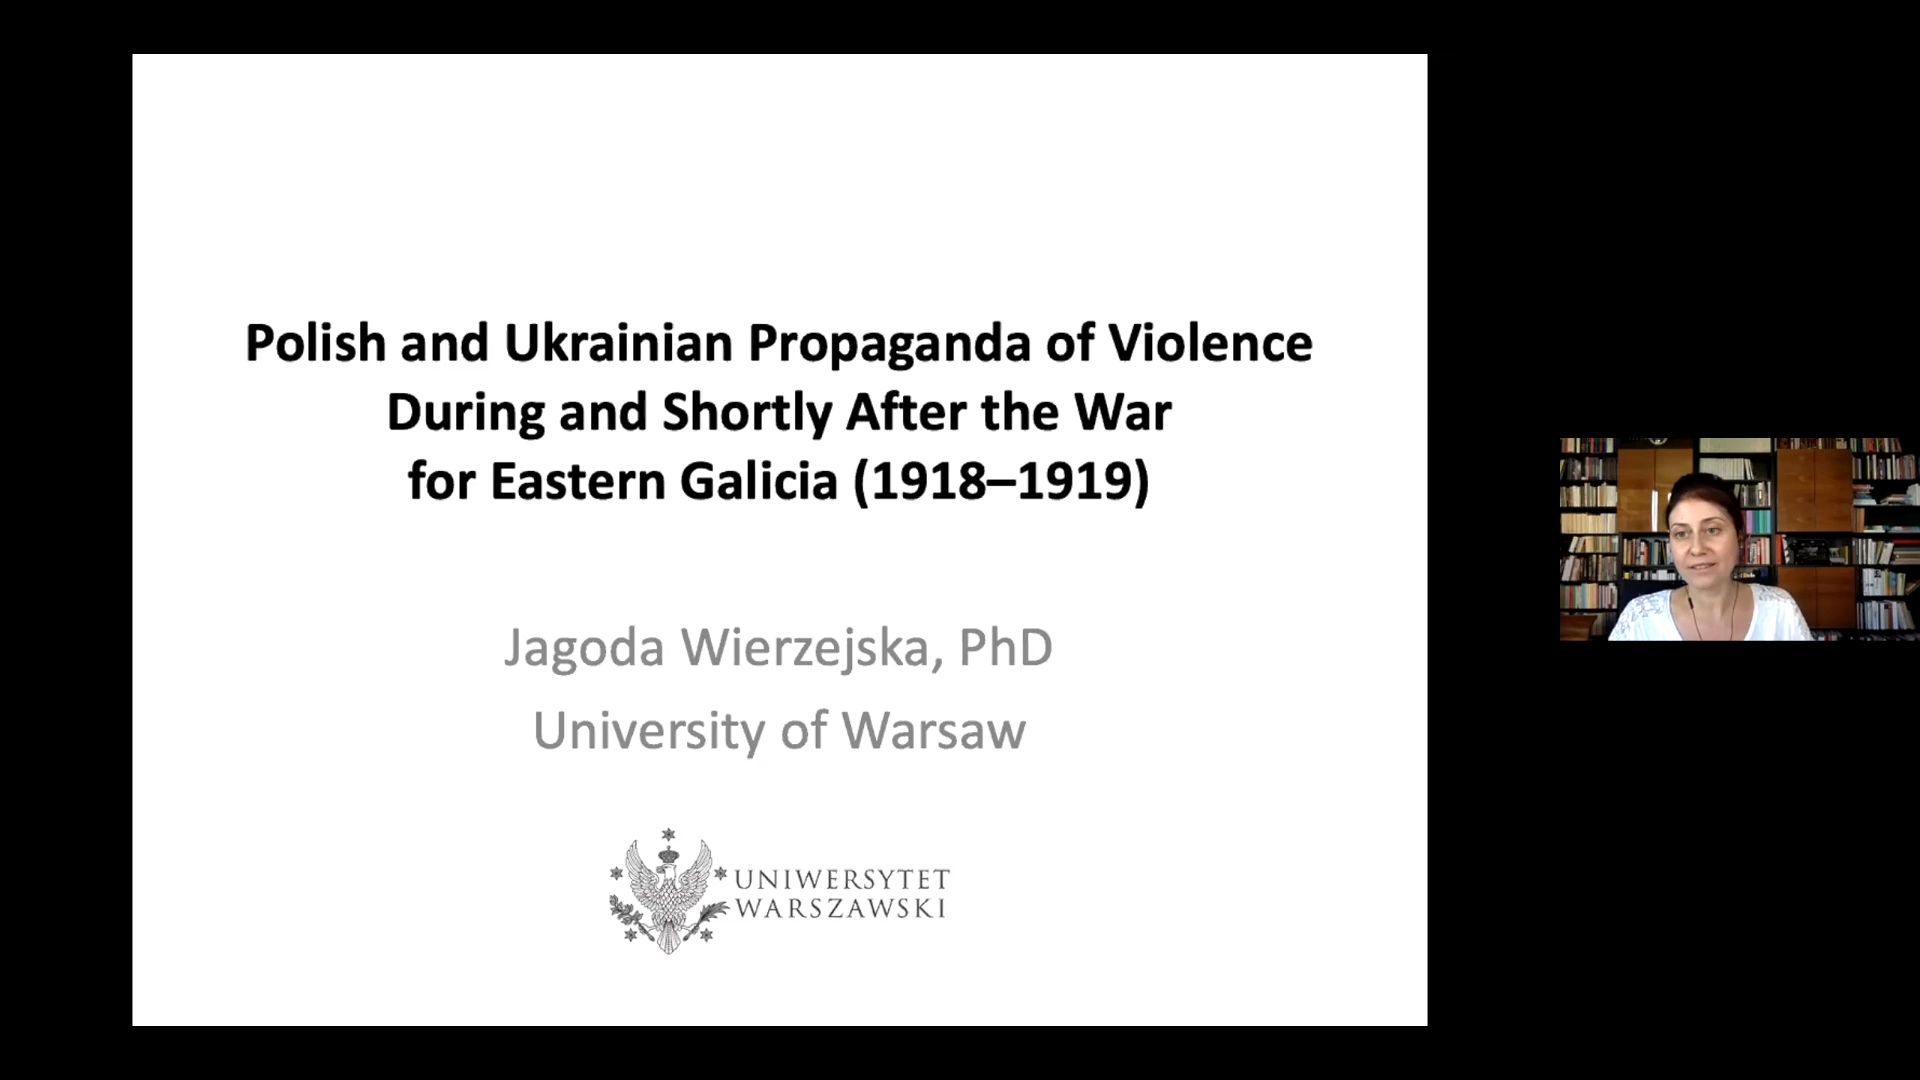 Polish and Ukrainian Propaganda of Violence
During and Shortly After the War
for Eastern Galicia (1918–1919)
Jagoda Wierzejska, PhD
University of Warsaw
UNIWERSYTET
WARSZAWSKI